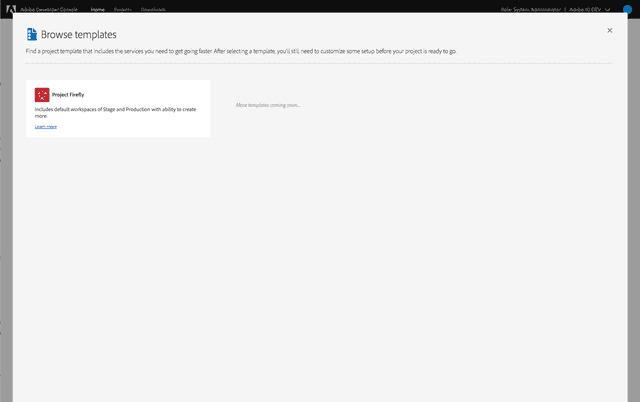 Adobe Developer Console Home Projects Downloads Role: System Administrator | Adobe IO DEV
Browse templates
Find a project template that includes the services you need to get going faster. After selecting a template, you'll still need to customize some setup before your project is ready to go.
Project Firefly
Includes default workspaces of Stage and Production with ability to create
more.
Learn more
More templates coming soon...